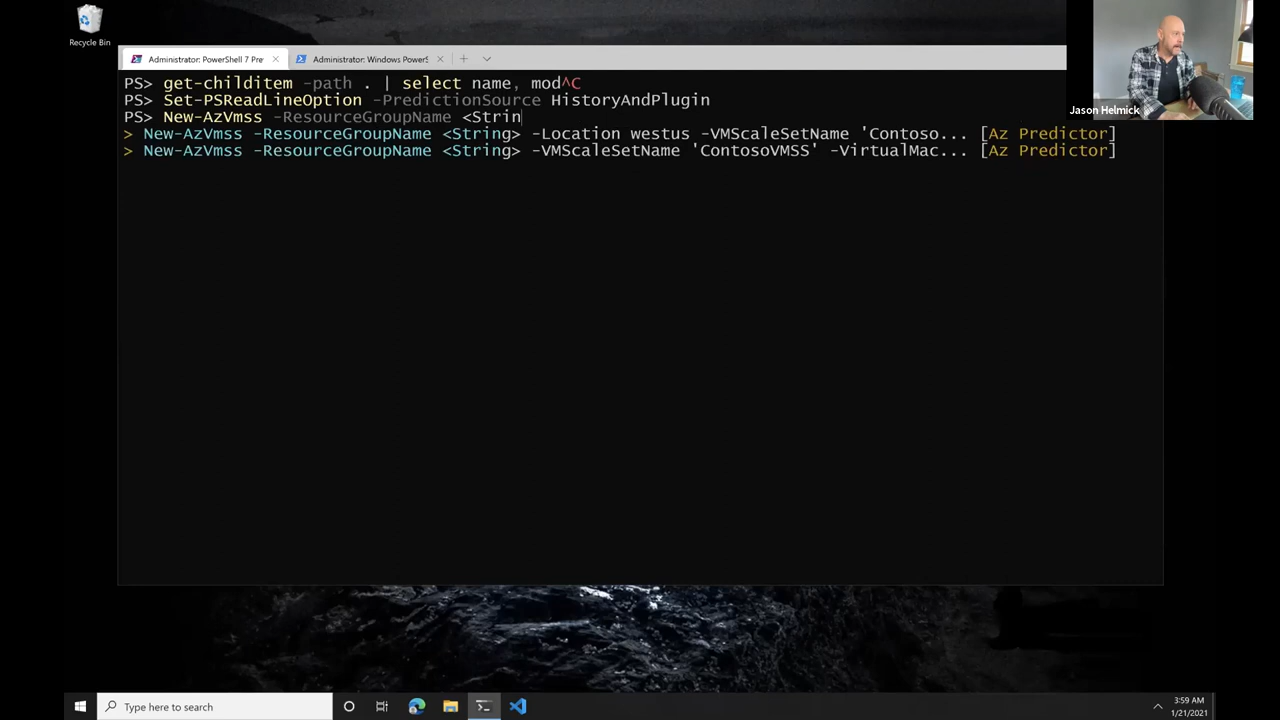 Recycle Bin
Administrator: PowerShell 7 Pre
Administrator: Windows PowerS
Jason Helmick
PS> get-childitem -path . | select name, mod^C
PS> Set-PSReadLineOption -PredictionSource HistoryAndPlugin
PS> New-AzVmss -ResourceGroupName <Strin
> New-AzVmss -ResourceGroupName <String> -Location westus -VMScaleSetName 'Contoso... [Az Predictor]
> New-AzVmss -ResourceGroupName <String> -VMScaleSetName 'ContosoVMSS' -VirtualMac... [Az Predictor]
Type here to search
3:59 AM
1/21/2021